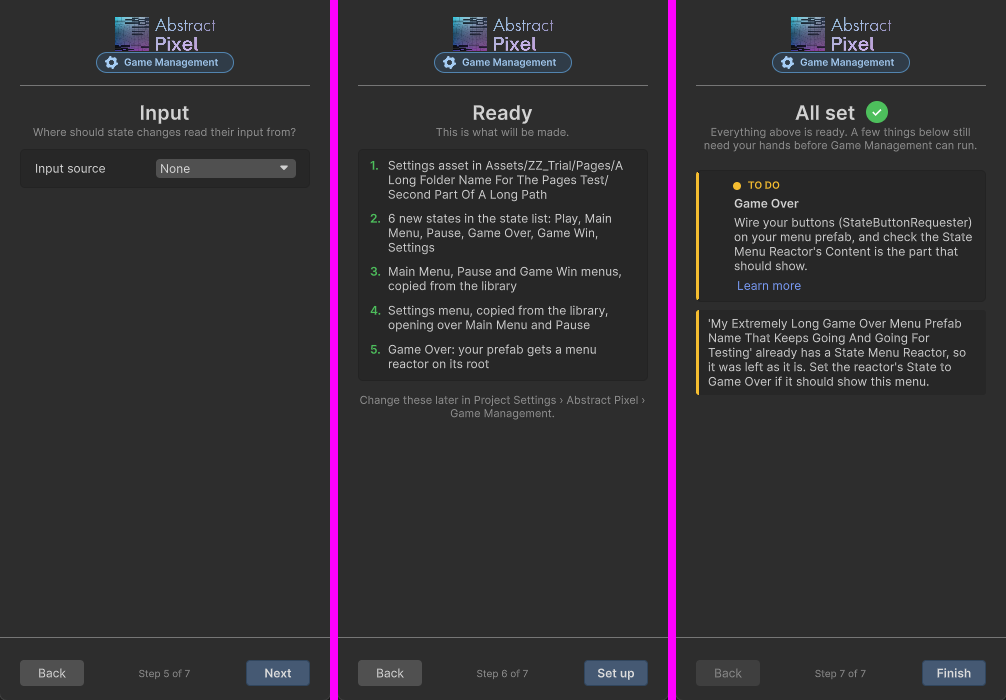 Abstract
Pixel
Game Management
Input
Where should state changes read their input from?
Input source
None
Back
Step 5 of 7
Next
Abstract
Pixel
Game Management
Ready
This is what will be made.
1. Settings asset in Assets/ZZ_Trial/Pages/A
Long Folder Name For The Pages Test/
Second Part Of A Long Path
2. 6 new states in the state list: Play, Main
Menu, Pause, Game Over, Game Win,
Settings
3. Main Menu, Pause and Game Win menus,
copied from the library
4. Settings menu, copied from the library,
opening over Main Menu and Pause
5. Game Over: your prefab gets a menu
reactor on its root
Change these later in Project Settings › Abstract Pixel ›
Game Management.
Back
Step 6 of 7
Set up
Abstract
Pixel
Game Management
All set
Everything above is ready. A few things below still
need your hands before Game Management can run.
TO DO
Game Over
Wire your buttons (StateButtonRequester)
on your menu prefab, and check the State
Menu Reactor's Content is the part that
should show.
Learn more
'My Extremely Long Game Over Menu Prefab
Name That Keeps Going And Going For
Testing' already has a State Menu Reactor, so
it was left as it is. Set the reactor's State to
Game Over if it should show this menu.
Back
Step 7 of 7
Finish